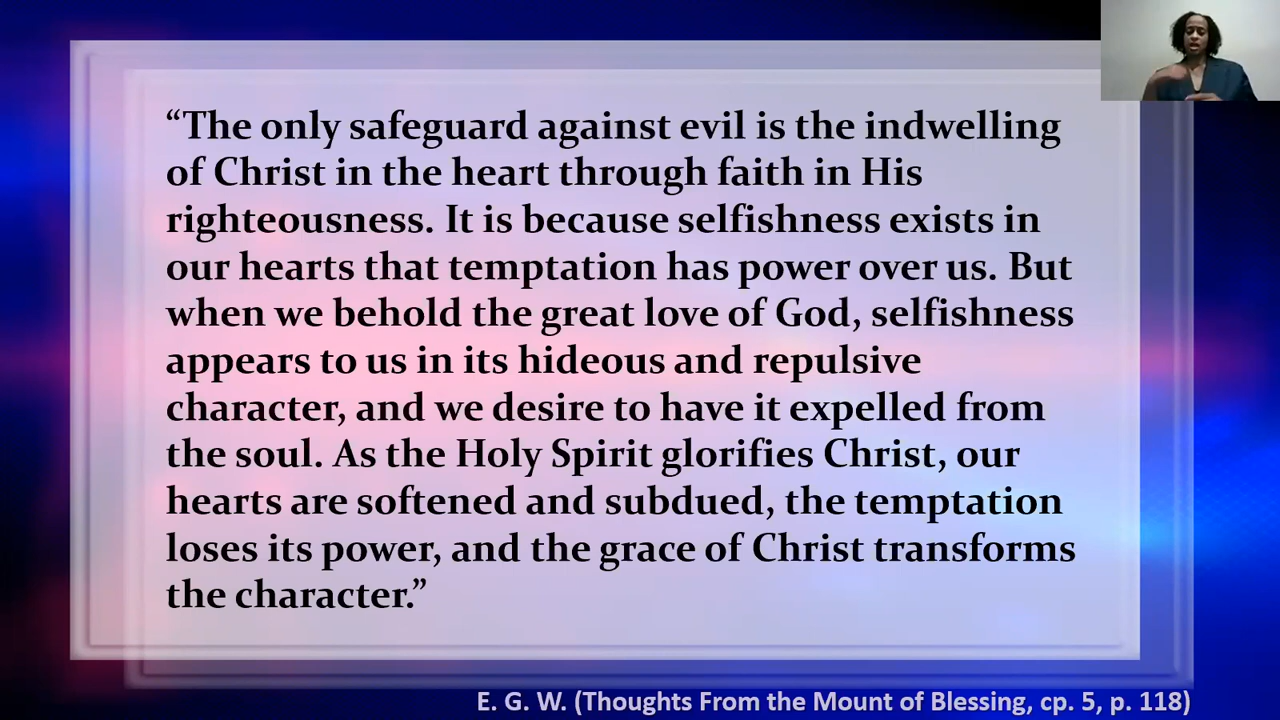 “The only safeguard against evil is the indwelling
of Christ in the heart through faith in His
righteousness. It is because selfishness exists in
our hearts that temptation has power over us. But
when we behold the great love of God, selfishness
appears to us in its hideous and repulsive
character, and we desire to have it expelled from
the soul. As the Holy Spirit glorifies Christ, our
hearts are softened and subdued, the temptation
loses its power, and the grace of Christ transforms
the character.”
E. G. W. (Thoughts From the Mount of Blessing, cp. 5, p. 118)